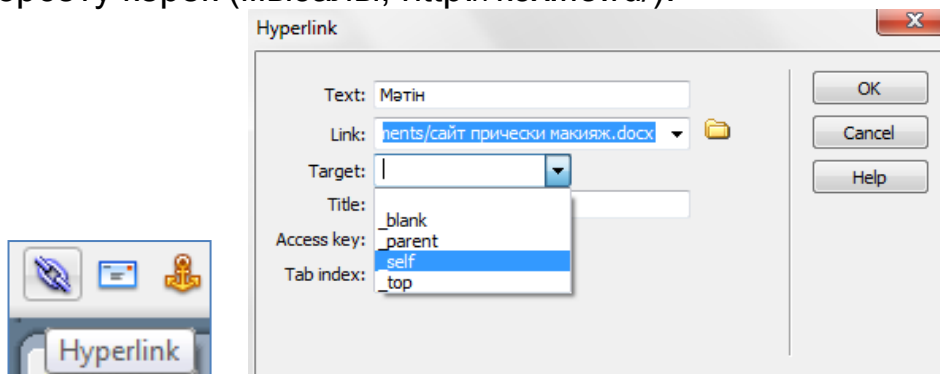 Hyperlink
Text: Мәтін
Link: ments/сайт прически макияж.docx
Target:
Title:
_blank
Access key: _parent
_self
Tab index: _top
OK
Cancel
Help
Hyperlink